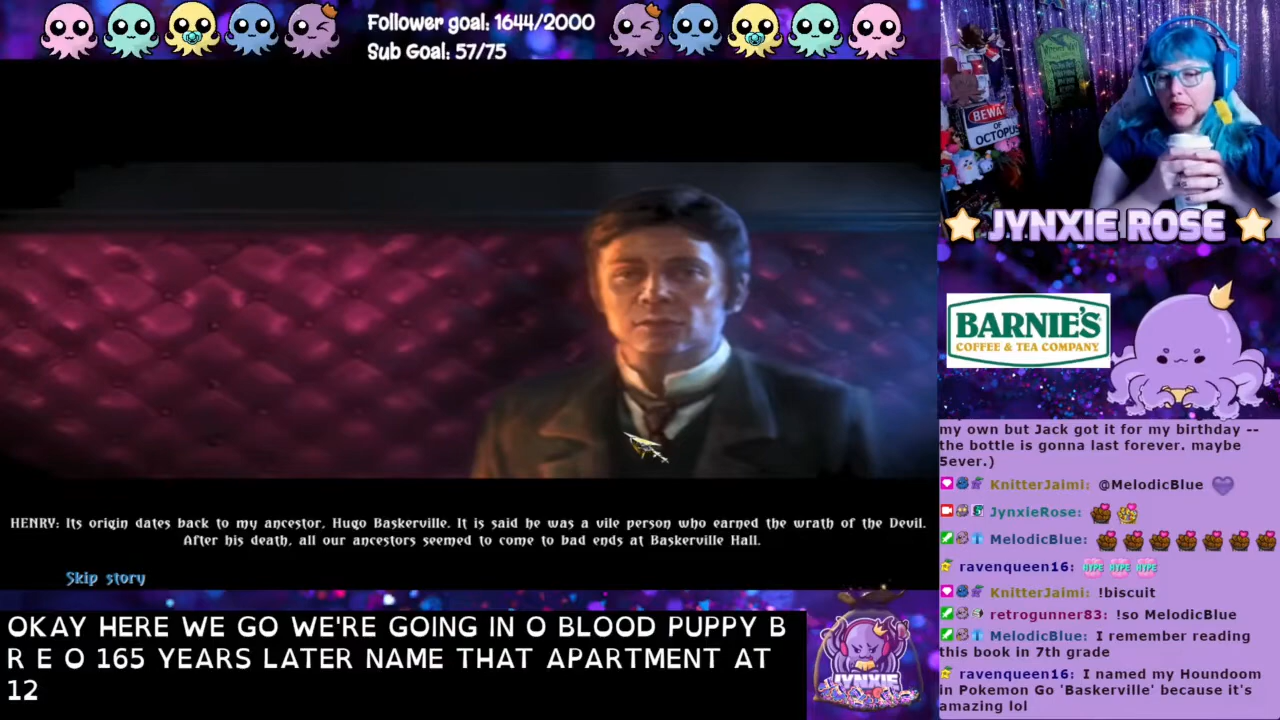 Follower goal: 1644/2000
Sub Goal: 57/75
BEWA
OF
OCTOPUS
JYNXIE ROSE
BARNIE'S
COFFEE & TEA COMPANY
my own but Jack got it for my birthday --
the bottle is gonna last forever. maybe
5ever.)
KnitterJaimi: @MelodicBlue
JynxieRose:
MelodicBlue:
ravenqueen16: HYPE HYPE HYPE
KnitterJaimi: !biscuit
retrogunner83: !so MelodicBlue
MelodicBlue: I remember reading
this book in 7th grade
ravenqueen16: I named my Houndoom
in Pokemon Go 'Baskerville' because it's
amazing lol
HENRY: Its origin dates back to my ancestor, Hugo Baskerville. It is said he was a vile person who earned the wrath of the Devil.
After his death, all our ancestors seemed to come to bad ends at Baskerville Hall.
Skip story
OKAY HERE WE GO WE'RE GOING IN O BLOOD PUPPY B
R E O 165 YEARS LATER NAME THAT APARTMENT AT
12
JYNXIE